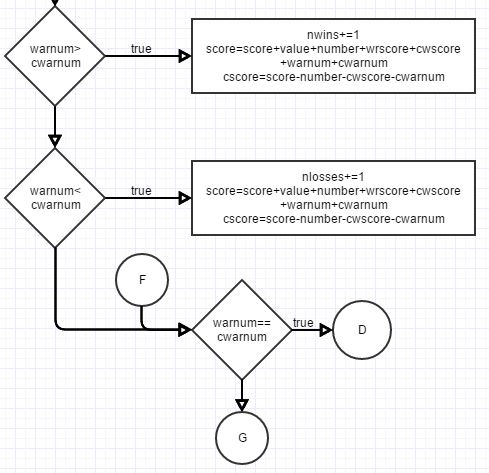 warnum>
cwarnum
true
nwins+=1
score=score+value+number+wrscore+cwscore
+warnum+cwarnum
cscore=score-number-cwscore-cwarnum
warnum<
cwarnum
true
nlosses+=1
score=score+value+number+wrscore+cwscore
+warnum+cwarnum
cscore=score-number-cwscore-cwarnum
F
warnum==
cwarnum
true
D
G